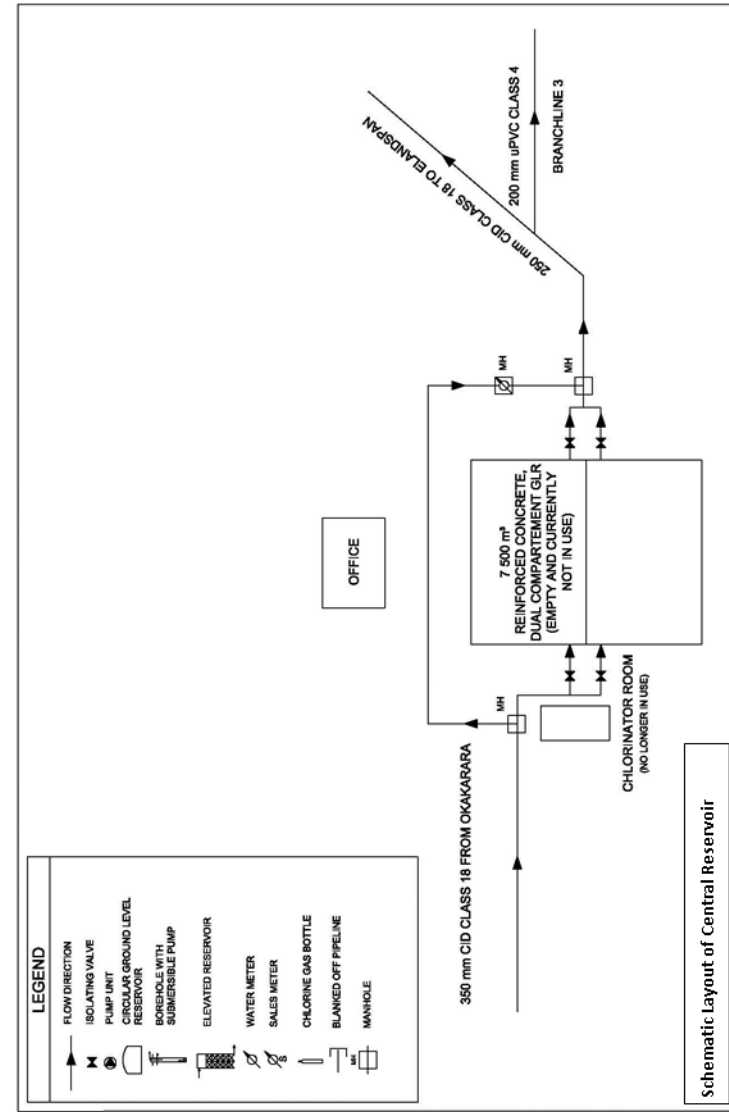 LEGEND
FLOW DIRECTION
ISOLATING VALVE
PUMP UNIT
CIRCULAR GROUND LEVEL
RESERVOIR
BOREHOLE WITH
SUBMERSIBLE PUMP
ELEVATED RESERVOIR
WATER METER
S
SALES METER
CHLORINE GAS BOTTLE
BLANKED OFF PIPELINE
MH
MANHOLE
350 mm CID CLASS 18 FROM OKAKARARA
MH
CHLORINATOR ROOM
(NO LONGER IN USE)
OFFICE
7 500 m³
REINFORCED CONCRETE,
DUAL COMPARTEMENT GLR
(EMPTY AND CURRENTLY
NOT IN USE)
MH
MH
250 mm CID CLASS 18 TO ELANDSPAN
200 mm uPVC CLASS 4
BRANCHLINE 3
Schematic Layout of Central Reservoir